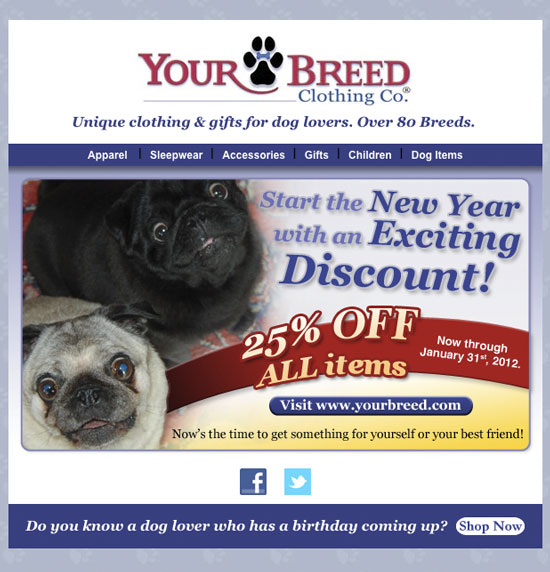 YOUR BREED
Clothing Co.®
Unique clothing & gifts for dog lovers. Over 80 Breeds.
Apparel | Sleepwear | Accessories | Gifts | Children | Dog Items
Start the New Year
with an Exciting
Discount!
25% OFF
ALL items
Now through
January 31st, 2012.
Visit www.yourbreed.com
Now's the time to get something for yourself or your best friend!
f
Do you know a dog lover who has a birthday coming up? Shop Now